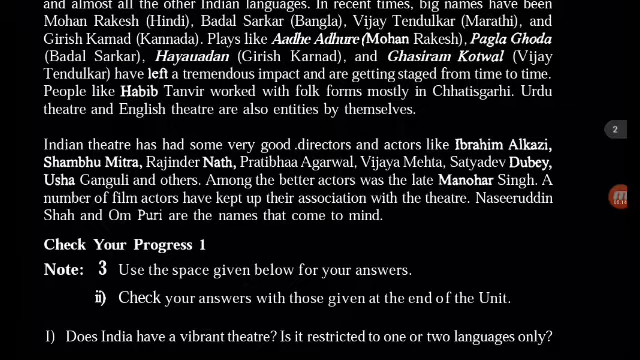 and almost all the other Indian languages. In recent times, big names have been
Mohan Rakesh (Hindi), Badal Sarkar (Bangla), Vijay Tendulkar (Marathi), and
Girish Karnad (Kannada). Plays like Aadhe Adhure (Mohan Rakesh), Pagla Ghoda
(Badal Sarkar), Hayauadan (Girish Karnad), and Ghasiram Kotwal (Vijay
Tendulkar) have left a tremendous impact and are getting staged from time to time.
People like Habib Tanvir worked with folk forms mostly in Chhatisgarhi. Urdu
theatre and English theatre are also entities by themselves.
2
Indian theatre has had some very good .directors and actors like Ibrahim Alkazi,
Shambhu Mitra, Rajinder Nath, Pratibhaa Agarwal, Vijaya Mehta, Satyadev Dubey,
Usha Ganguli and others. Among the better actors was the late Manohar Singh. A
number of film actors have kept up their association with the theatre. Naseeruddin
Shah and Om Puri are the names that come to mind.
Check Your Progress 1
Note: 3 Use the space given below for your answers.
ii) Check your answers with those given at the end of the Unit.
I) Does India have a vibrant theatre? Is it restricted to one or two languages only?